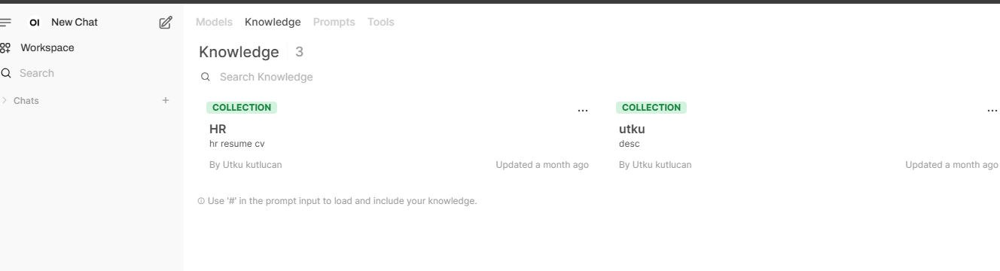 OI New Chat
Models Knowledge Prompts Tools
Workspace
Knowledge 3
Search
Search Knowledge
Chats +
COLLECTION
...
HR
hr resume cv
By Utku kutlucan Updated a month ago
COLLECTION
...
utku
desc
By Utku kutlucan Updated a month ago
Use '#' in the prompt input to load and include your knowledge.